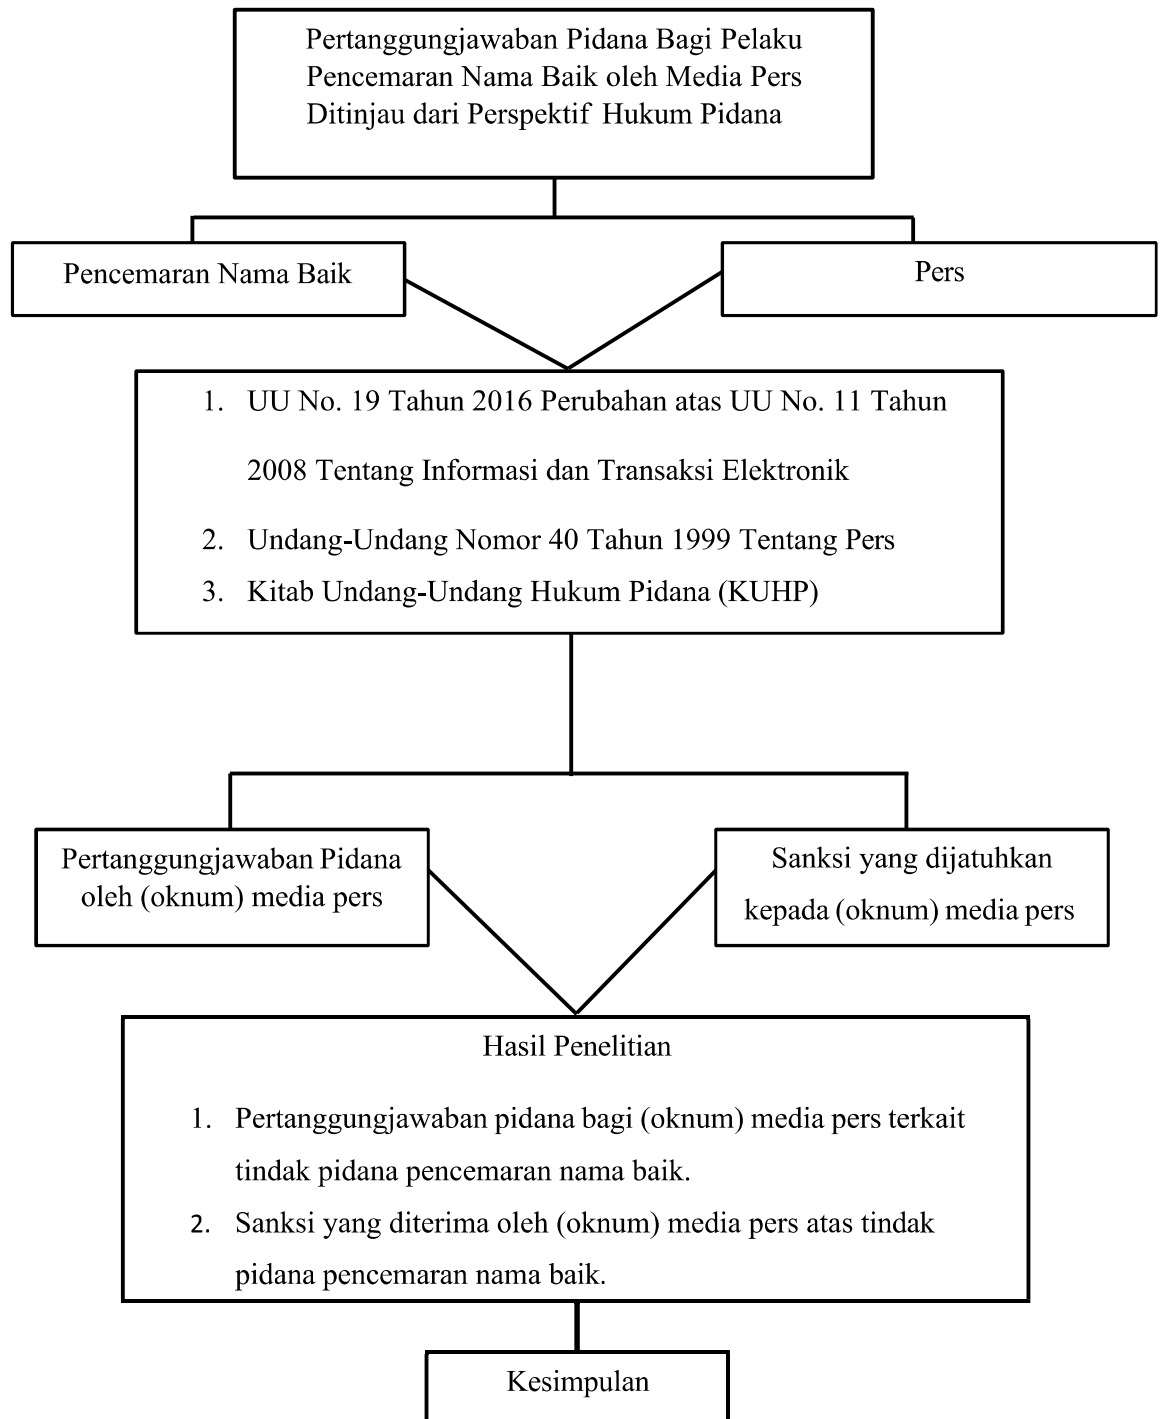 Pertanggungjawaban Pidana Bagi Pelaku
Pencemaran Nama Baik oleh Media Pers
Ditinjau dari Perspektif Hukum Pidana
Pencemaran Nama Baik
Pers
1. UU No. 19 Tahun 2016 Perubahan atas UU No. 11 Tahun
2008 Tentang Informasi dan Transaksi Elektronik
2. Undang-Undang Nomor 40 Tahun 1999 Tentang Pers
3. Kitab Undang-Undang Hukum Pidana (KUHP)
Pertanggungjawaban Pidana
oleh (oknum) media pers
Sanksi yang dijatuhkan
kepada (oknum) media pers
Hasil Penelitian
1. Pertanggungjawaban pidana bagi (oknum) media pers terkait
tindak pidana pencemaran nama baik.
2. Sanksi yang diterima oleh (oknum) media pers atas tindak
pidana pencemaran nama baik.
Kesimpulan